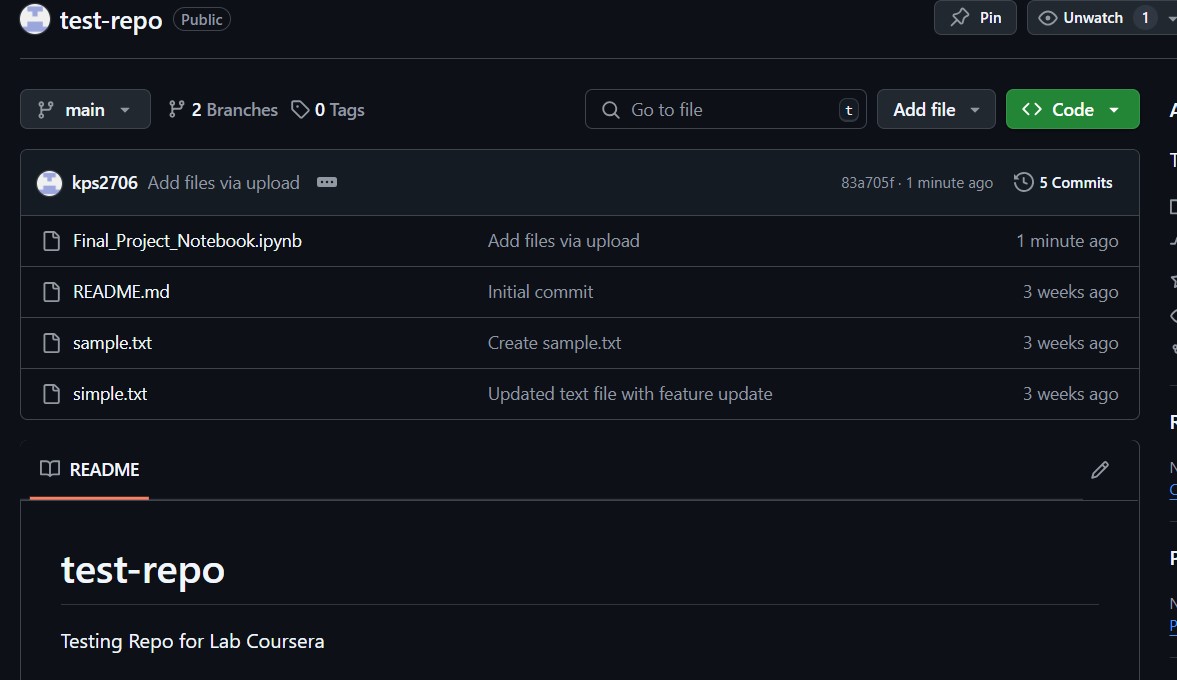 test-repo Public Pin Unwatch 1
main 2 Branches 0 Tags Go to file t Add file Code
kps2706 Add files via upload 83a705f · 1 minute ago 5 Commits
Final_Project_Notebook.ipynb Add files via upload 1 minute ago
README.md Initial commit 3 weeks ago
sample.txt Create sample.txt 3 weeks ago
simple.txt Updated text file with feature update 3 weeks ago
README
test-repo
Testing Repo for Lab Coursera